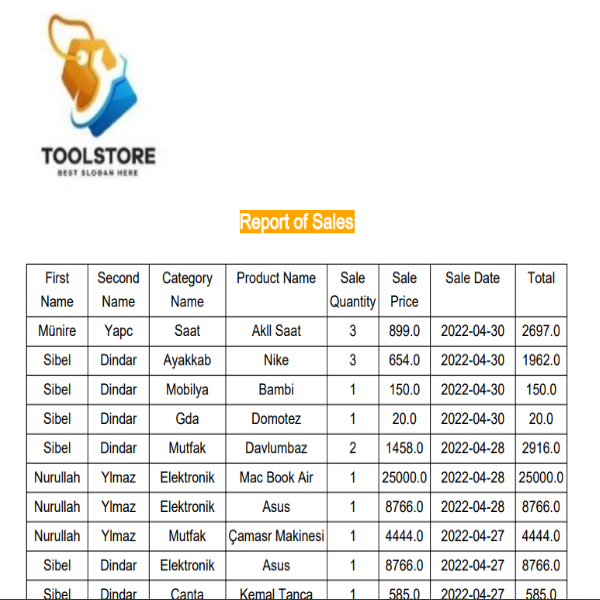 TOOLSTORE
BEST SLOGAN HERE
Report of Sales
First Name Second Name Category Name Product Name Sale Quantity Sale Price Sale Date Total
Münire Yapc Saat Akll Saat 3 899.0 2022-04-30 2697.0
Sibel Dindar Ayakkab Nike 3 654.0 2022-04-30 1962.0
Sibel Dindar Mobilya Bambi 1 150.0 2022-04-30 150.0
Sibel Dindar Gda Domotez 1 20.0 2022-04-30 20.0
Sibel Dindar Mutfak Davlumbaz 2 1458.0 2022-04-28 2916.0
Nurullah Ylmaz Elektronik Mac Book Air 1 25000.0 2022-04-28 25000.0
Nurullah Ylmaz Elektronik Asus 1 8766.0 2022-04-28 8766.0
Nurullah Ylmaz Mutfak Çamasr Makinesi 1 4444.0 2022-04-27 4444.0
Sibel Dindar Elektronik Asus 1 8766.0 2022-04-27 8766.0
Sibel Dindar Canta Kemal Tanca 1 585.0 2022-04-27 585.0